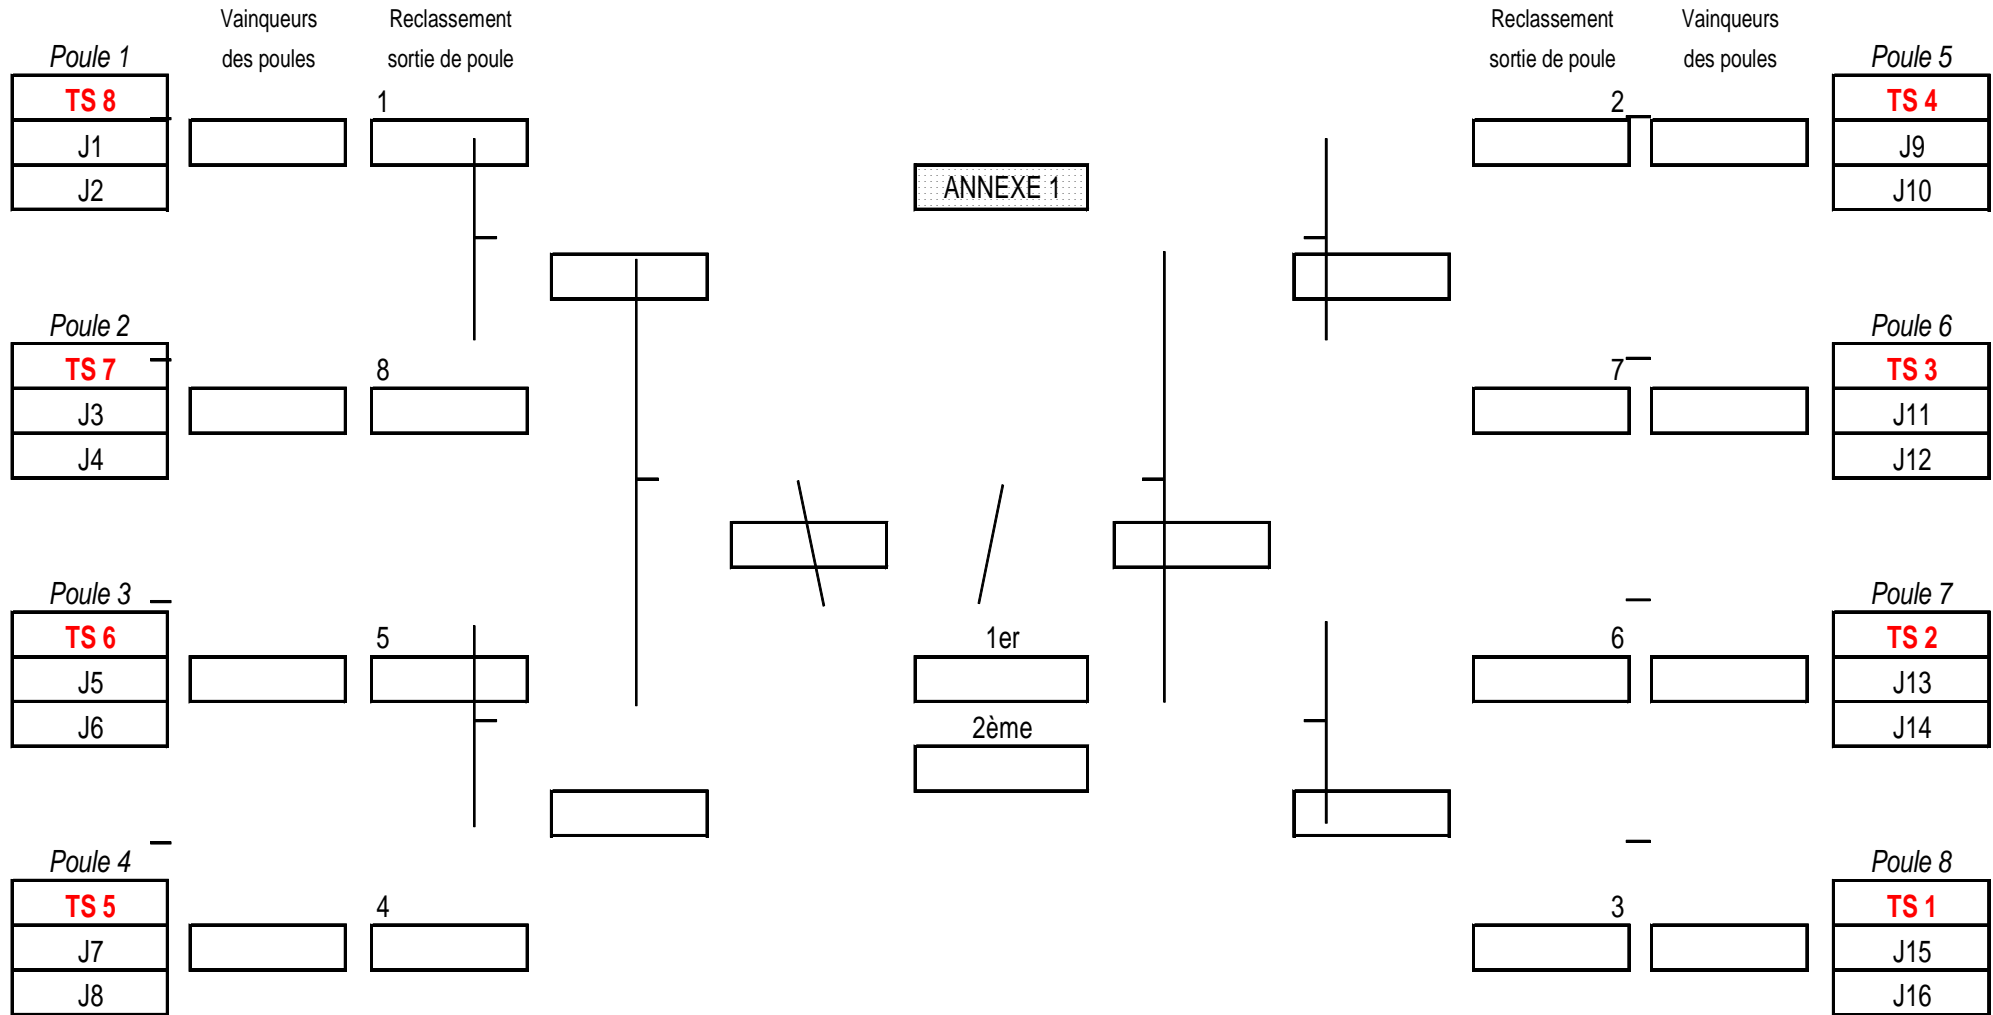 Vainqueurs
des poules
Reclassement
sortie de poule
Reclassement
sortie de poule
Vainqueurs
des poules
Poule 1
TS 8
J1
J2
1
ANNEXE 1
2
Poule 5
TS 4
J9
J10
Poule 2
TS 7
J3
J4
8
7
Poule 6
TS 3
J11
J12
Poule 3
TS 6
J5
J6
5
1er
2ème
6
Poule 7
TS 2
J13
J14
Poule 4
TS 5
J7
J8
4
3
Poule 8
TS 1
J15
J16